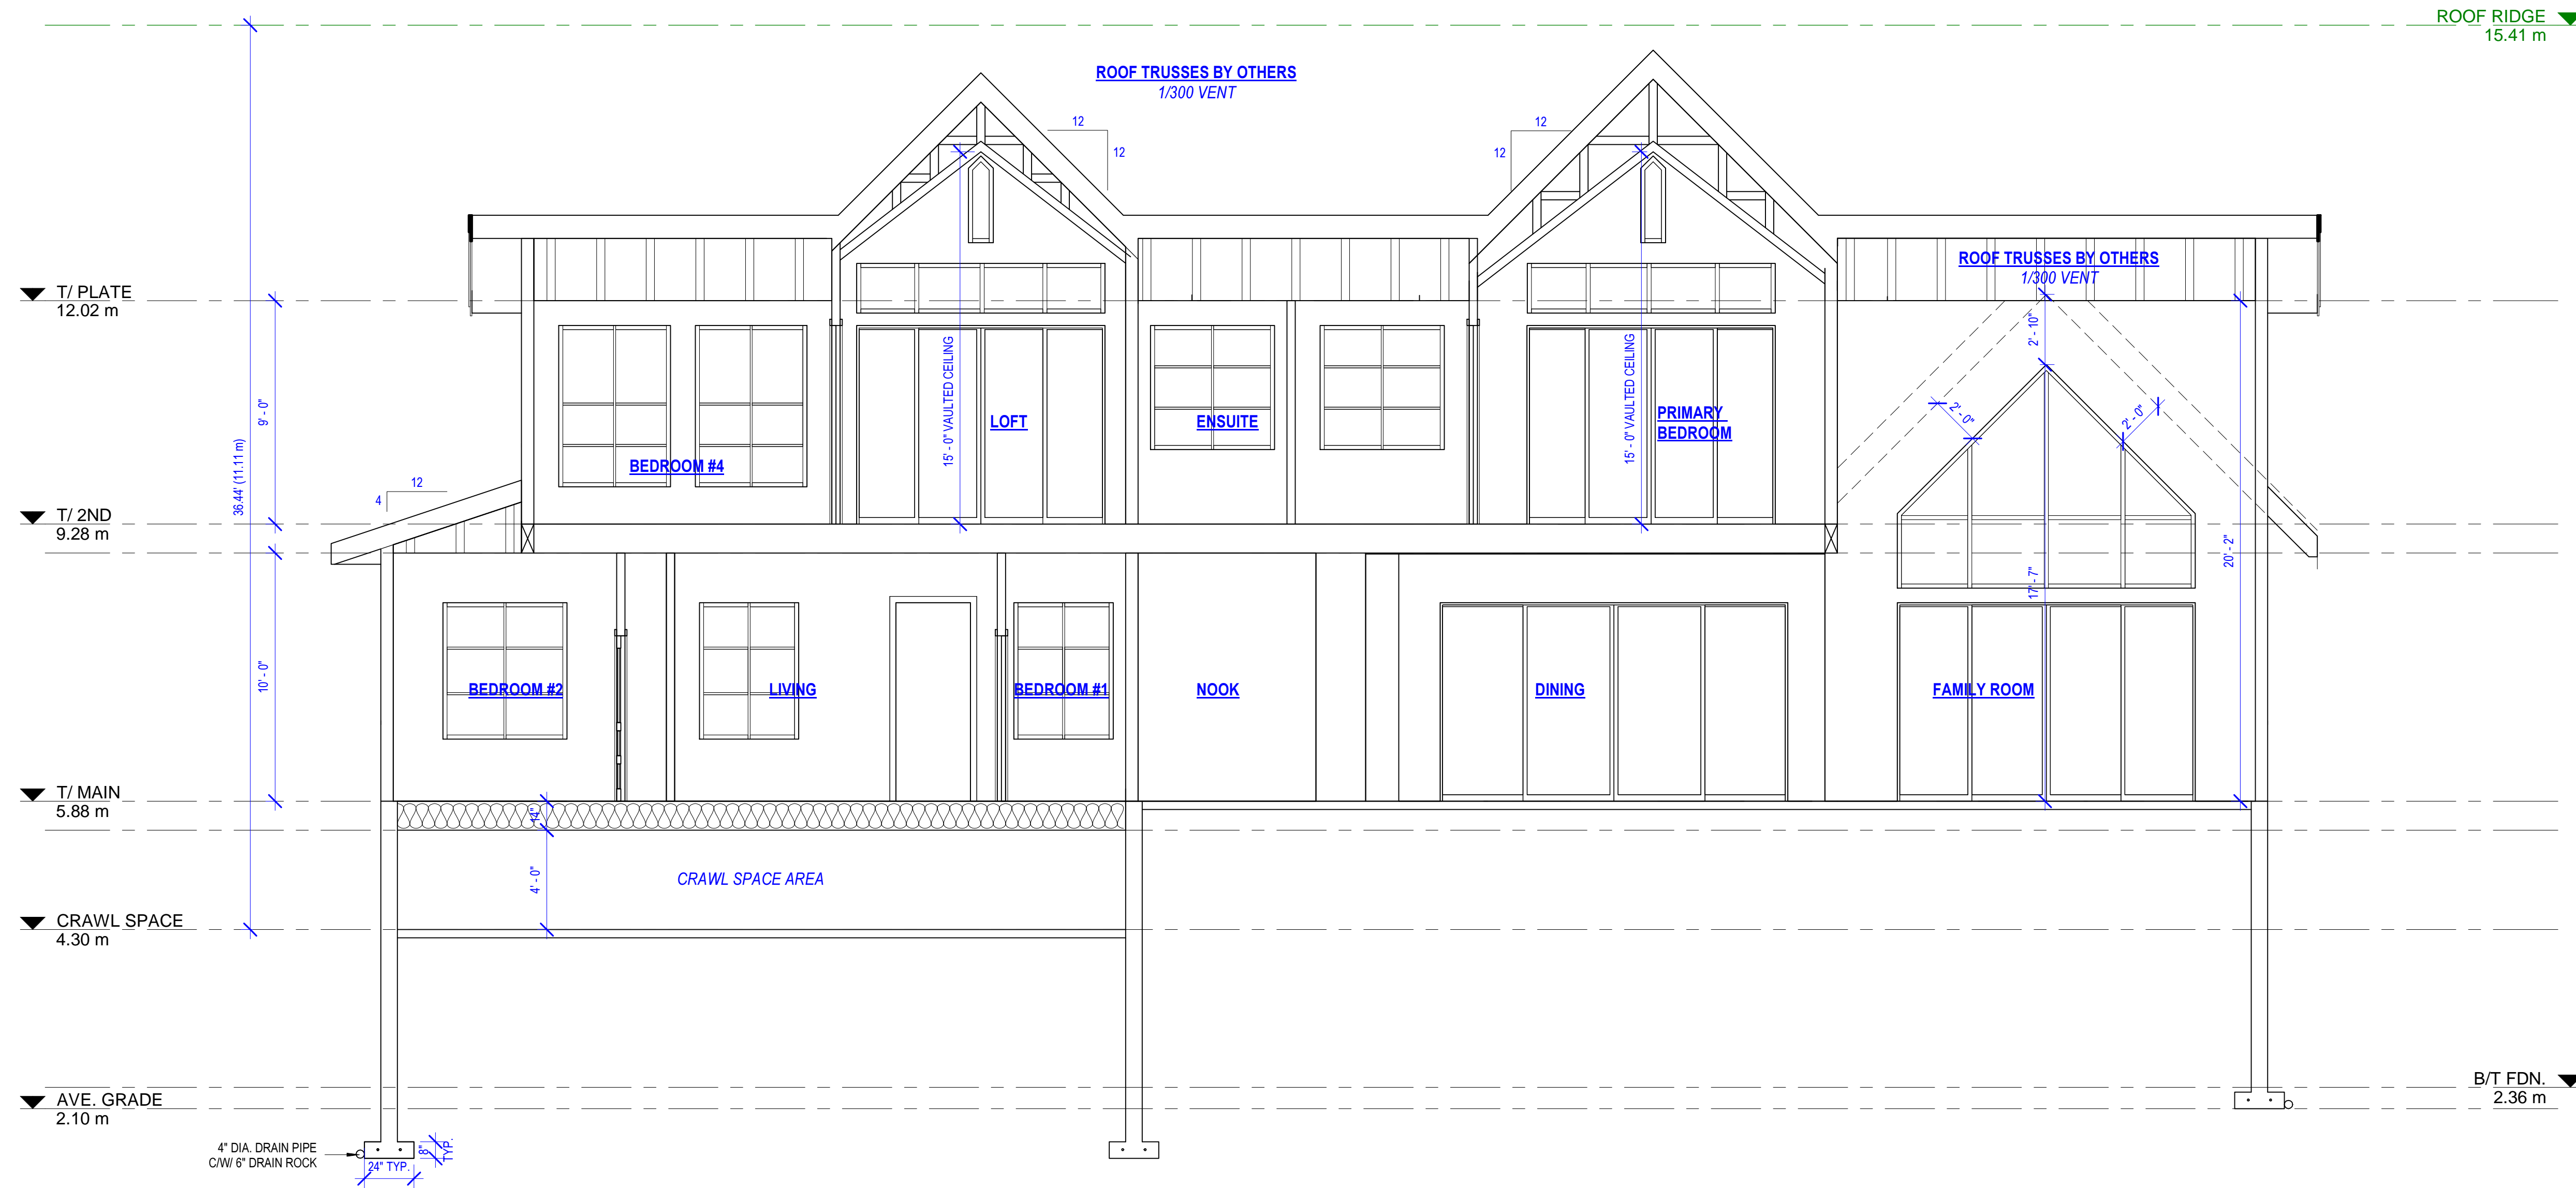 ROOF RIDGE
15.41 m
ROOF TRUSSES BY OTHERS
1/300 VENT
12
12
12
12
ROOF TRUSSES BY OTHERS
1/300 VENT
T/ PLATE
12.02 m
2' - 10"
15' - 0" VAULTED CEILING
15' - 0" VAULTED CEILING
9' - 0"
2' - 0"
2' - 0"
LOFT
ENSUITE
PRIMARY
BEDROOM
BEDROOM #4
36.44' (11.11 m)
12
4
T/ 2ND
9.28 m
20' - 2"
17' - 7"
10' - 0"
BEDROOM #2
LIVING
BEDROOM #1
NOOK
DINING
FAMILY ROOM
T/ MAIN
5.88 m
14"
4' - 0"
CRAWL SPACE AREA
CRAWL SPACE
4.30 m
B/T FDN.
2.36 m
AVE. GRADE
2.10 m
4" DIA. DRAIN PIPE
C/W/ 6" DRAIN ROCK
8"
TYP.
24" TYP.